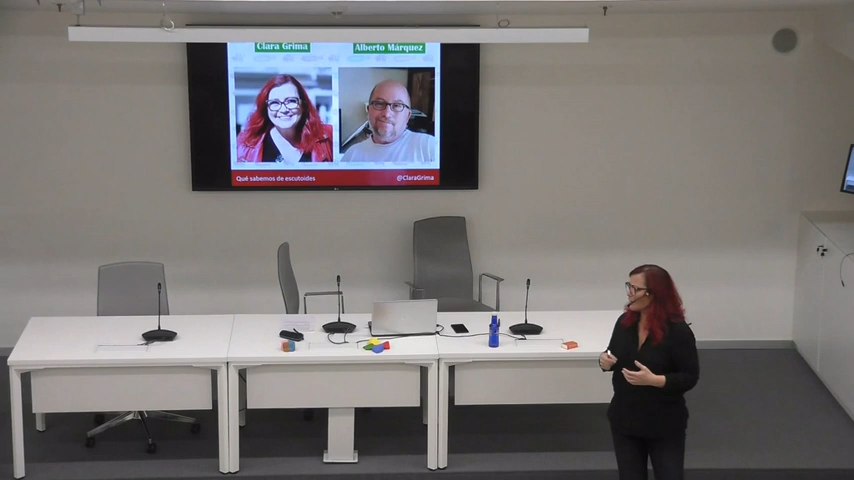 Clara Grima
Alberto Márquez
Qué sabemos de escutoides
@ClaraGrima